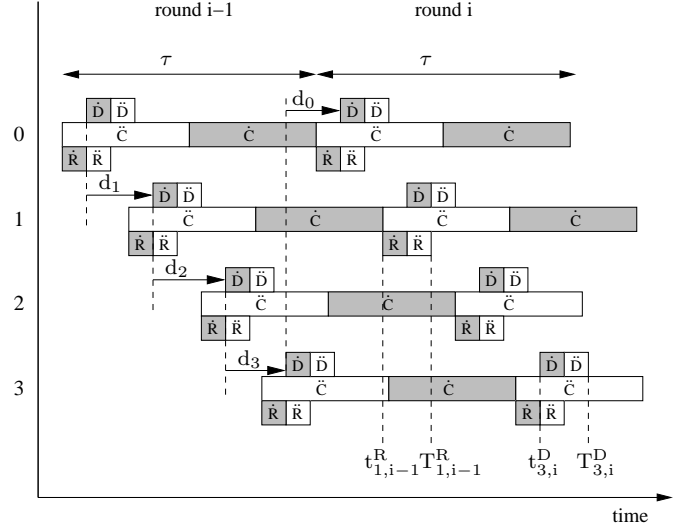 round i−1 round i
τ τ
d₀
Ḋ D̈ Ḋ D̈
0 C̈ Ċ C̈ Ċ
Ṙ R̈ Ṙ R̈
d₁ Ḋ D̈ Ḋ D̈
1 C̈ Ċ C̈ Ċ
Ṙ R̈ Ṙ R̈
d₂ Ḋ D̈ Ḋ D̈
2 C̈ Ċ C̈
Ṙ R̈ Ṙ R̈
d₃ Ḋ D̈ Ḋ D̈
3 C̈ Ċ C̈
Ṙ R̈ Ṙ R̈
t^R_{1,i−1} T^R_{1,i−1} t^D_{3,i} T^D_{3,i}
time